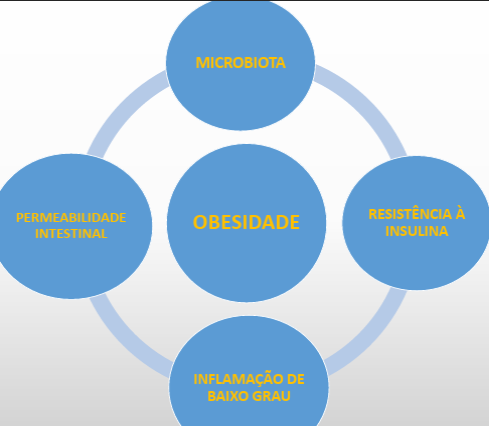 MICROBIOTA
PERMEABILIDADE
INTESTINAL
OBESIDADE
RESISTÊNCIA À
INSULINA
INFLAMAÇÃO DE
BAIXO GRAU